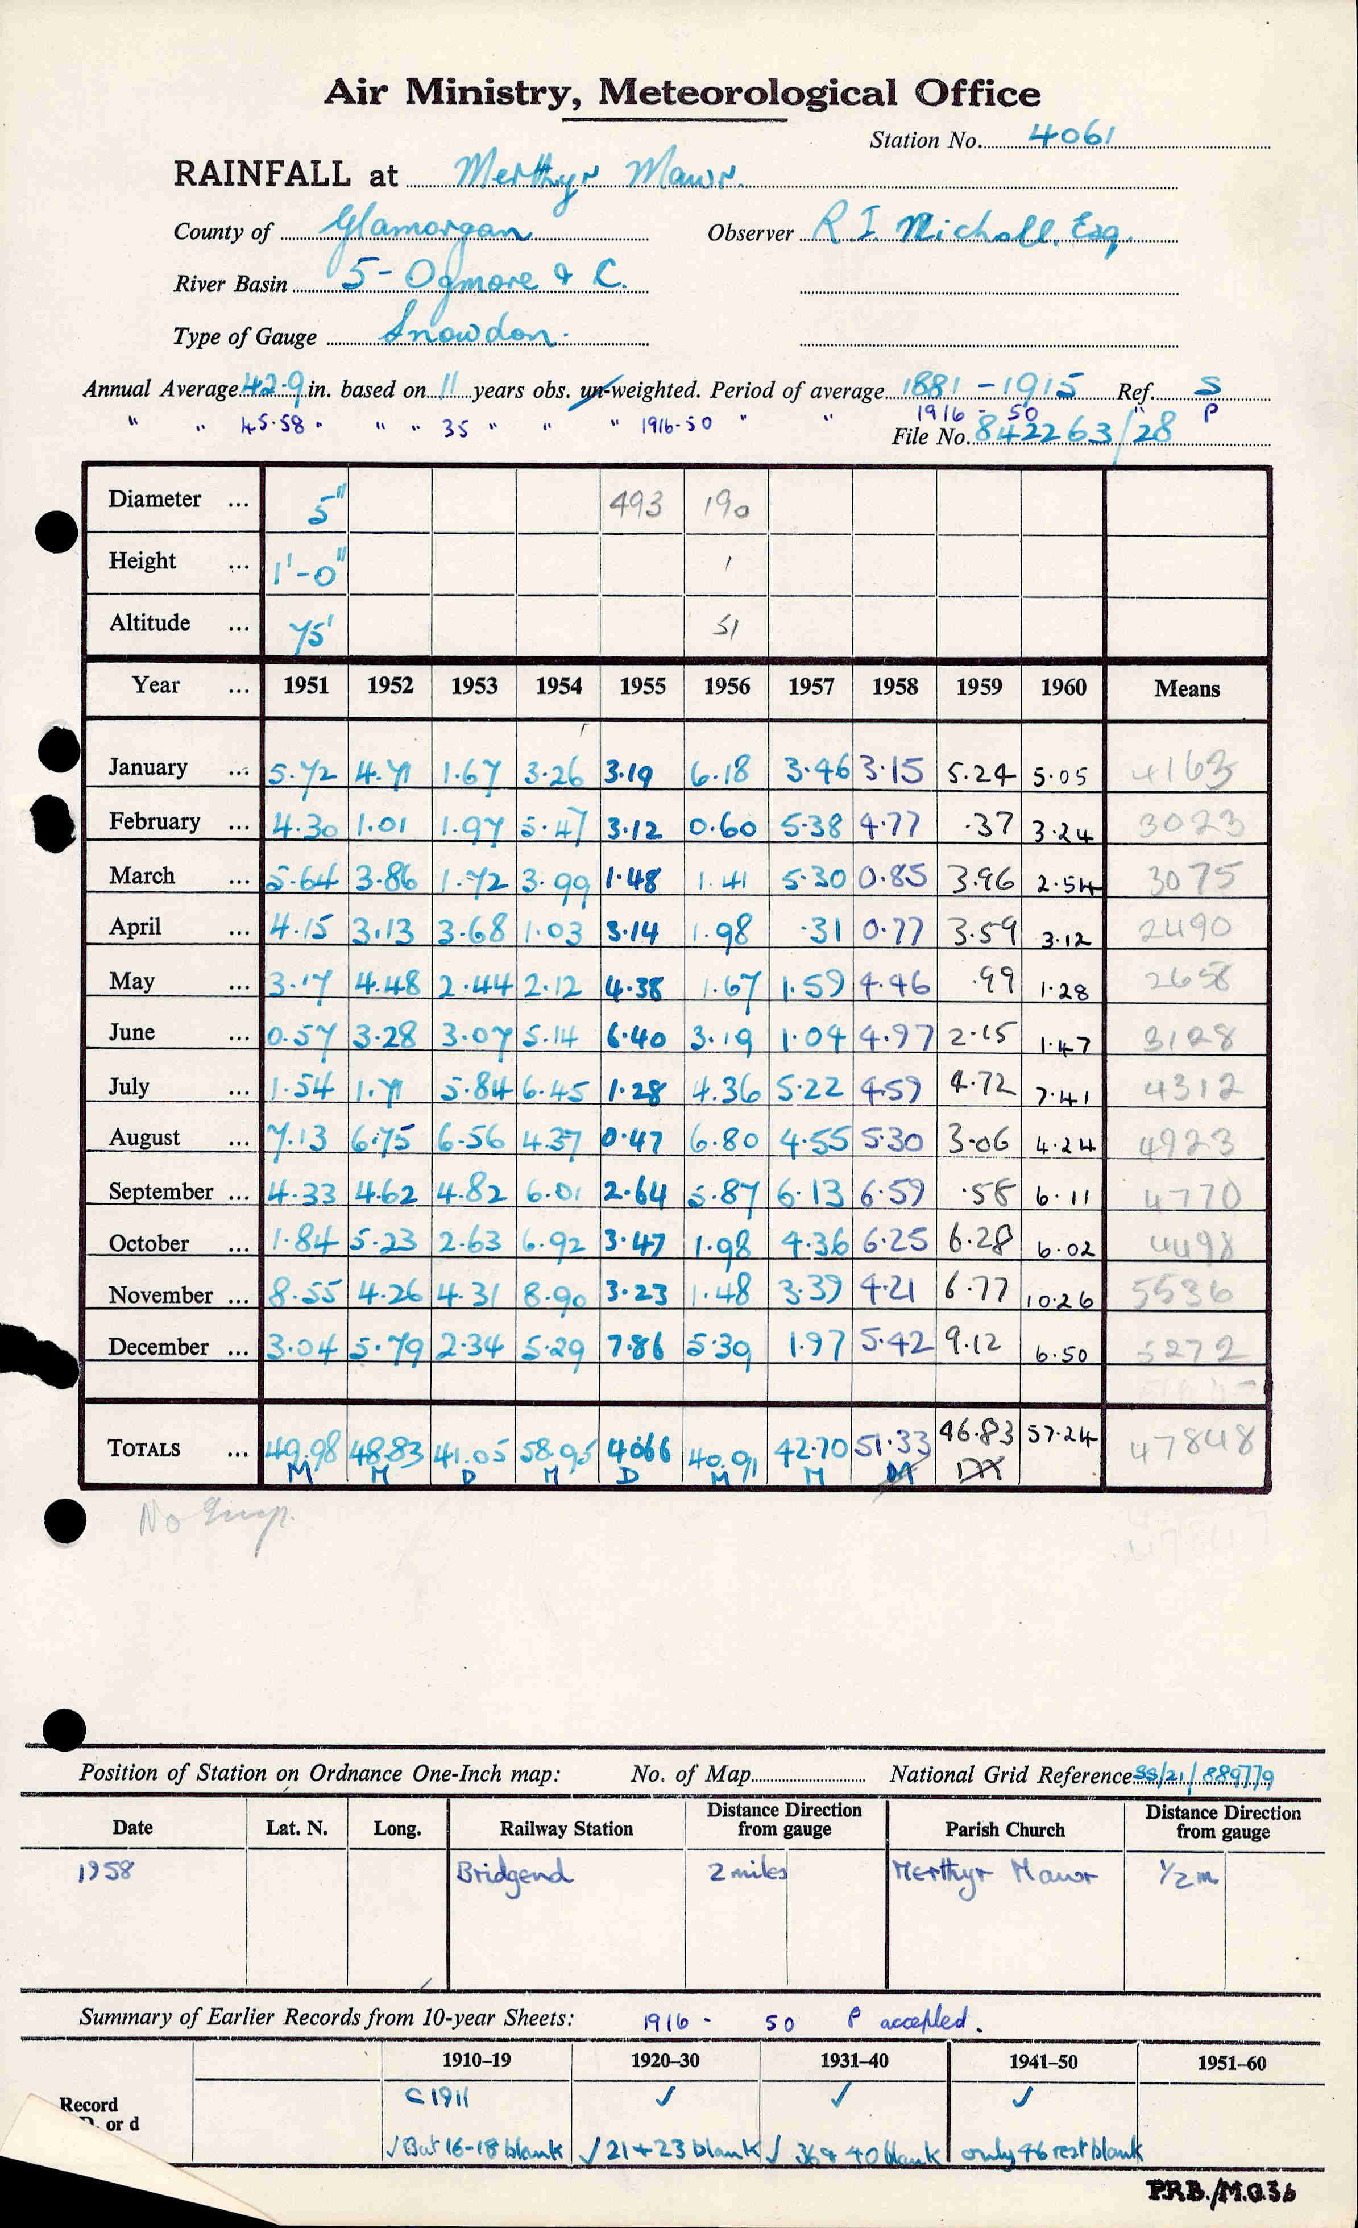 Air Ministry, Meteorological Office
Station No. 4061
RAINFALL at Merthyr Mawr.
County of Glamorgan Observer R I Nicholl. Esq.
River Basin 5 - Ogmore & C.
Type of Gauge Snowdon.
Annual Average 42.9 in. based on 11 years obs. un-weighted. Period of average 1881 - 1915 Ref. S
" " 45.58 " " " 35 " " " 1916-50 " " 1916 - 50 P
File No. 842263/28
Diameter ... 5" 493 190
Height ... 1'-0" 1
Altitude ... 75' 51
Year ... 1951 1952 1953 1954 1955 1956 1957 1958 1959 1960 Means
January ... 5.72 4.71 1.67 3.26 3.19 6.18 3.46 3.15 5.24 5.05 4163
February ... 4.30 1.01 1.97 5.47 3.12 0.60 5.38 4.77 .37 3.24 3023
March ... 5.64 3.86 1.72 3.99 1.48 1.41 5.30 0.85 3.96 2.54 3075
April ... 4.15 3.13 3.68 1.03 3.14 1.98 .31 0.77 3.59 3.12 2490
May ... 3.17 4.48 2.44 2.12 4.38 1.67 1.59 4.46 .99 1.28 2658
June ... 0.57 3.28 3.07 5.14 6.40 3.19 1.04 4.97 2.15 1.47 3128
July ... 1.54 1.71 5.84 6.45 1.28 4.36 5.22 4.59 4.72 7.41 4312
August ... 7.13 6.75 6.56 4.37 0.47 6.80 4.55 5.30 3.06 4.24 4923
September ... 4.33 4.62 4.82 6.01 2.64 5.87 6.13 6.59 .58 6.11 4770
October ... 1.84 5.23 2.63 6.92 3.47 1.98 4.36 6.25 6.28 6.02 4498
November ... 8.55 4.26 4.31 8.90 3.23 1.48 3.39 4.21 6.77 10.26 5536
December ... 3.04 5.79 2.34 5.29 7.86 5.39 1.97 5.42 9.12 6.50 5272
TOTALS ... 49.98 48.83 41.05 58.95 40.66 40.91 42.70 51.33 46.83 57.24 47848
M M D M D M M M
No
Position of Station on Ordnance One-Inch map: No. of Map National Grid Reference SS/21/889779
Date Lat. N. Long. Railway Station Distance Direction from gauge Parish Church Distance Direction from gauge
1958 Bridgend 2 miles Merthyr Mawr 1/2 m
Summary of Earlier Records from 10-year Sheets: 1916 - 50 P accepted.
1910–19 1920–30 1931–40 1941–50 1951–60
Record C 1911 ✓ ✓ ✓
D. or d ✓ But 16-18 blank ✓ 21 + 23 blank ✓ 36 & 40 blank only 46 rest blank
P.R.B./M.O.36